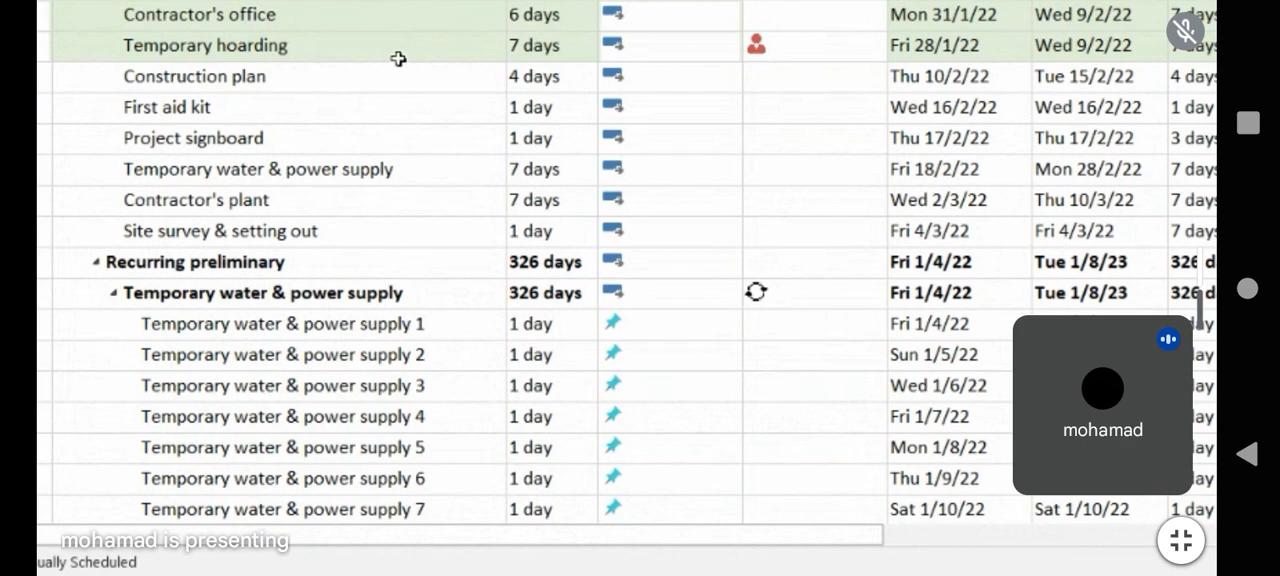 Contractor's office 6 days Mon 31/1/22 Wed 9/2/22 7 days
Temporary hoarding 7 days Fri 28/1/22 Wed 9/2/22 days
Construction plan 4 days Thu 10/2/22 Tue 15/2/22 4 days
First aid kit 1 day Wed 16/2/22 Wed 16/2/22 1 day
Project signboard 1 day Thu 17/2/22 Thu 17/2/22 3 days
Temporary water & power supply 7 days Fri 18/2/22 Mon 28/2/22 7 days
Contractor's plant 7 days Wed 2/3/22 Thu 10/3/22 7 days
Site survey & setting out 1 day Fri 4/3/22 Fri 4/3/22 7 days
Recurring preliminary 326 days Fri 1/4/22 Tue 1/8/23 326 d
Temporary water & power supply 326 days Fri 1/4/22 Tue 1/8/23 326 d
Temporary water & power supply 1 1 day Fri 1/4/22
Temporary water & power supply 2 1 day Sun 1/5/22
Temporary water & power supply 3 1 day Wed 1/6/22
Temporary water & power supply 4 1 day Fri 1/7/22
mohamad
Temporary water & power supply 5 1 day Mon 1/8/22
Temporary water & power supply 6 1 day Thu 1/9/22
Temporary water & power supply 7 1 day Sat 1/10/22 Sat 1/10/22 1 day
mohamad is presenting
ually Scheduled